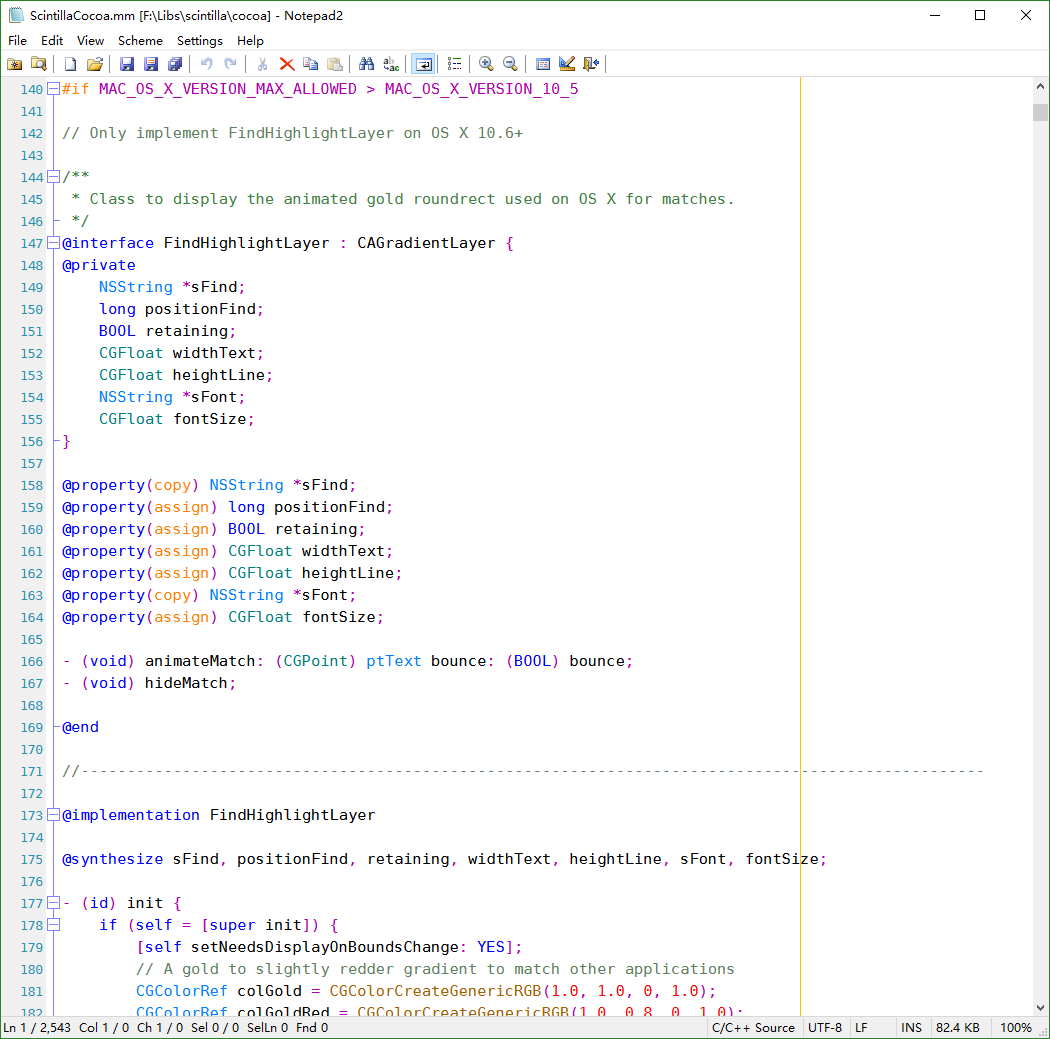 ScintillaCocoa.mm [F:\Libs\scintilla\cocoa] - Notepad2
File Edit View Scheme Settings Help
140 #if MAC_OS_X_VERSION_MAX_ALLOWED > MAC_OS_X_VERSION_10_5
141
142 // Only implement FindHighlightLayer on OS X 10.6+
143
144 /**
145  * Class to display the animated gold roundrect used on OS X for matches.
146  */
147 @interface FindHighlightLayer : CAGradientLayer {
148 @private
149     NSString *sFind;
150     long positionFind;
151     BOOL retaining;
152     CGFloat widthText;
153     CGFloat heightLine;
154     NSString *sFont;
155     CGFloat fontSize;
156 }
157
158 @property(copy) NSString *sFind;
159 @property(assign) long positionFind;
160 @property(assign) BOOL retaining;
161 @property(assign) CGFloat widthText;
162 @property(assign) CGFloat heightLine;
163 @property(copy) NSString *sFont;
164 @property(assign) CGFloat fontSize;
165
166 - (void) animateMatch: (CGPoint) ptText bounce: (BOOL) bounce;
167 - (void) hideMatch;
168
169 @end
170
171 //--------------------------------------------------------------------------------------------------
172
173 @implementation FindHighlightLayer
174
175 @synthesize sFind, positionFind, retaining, widthText, heightLine, sFont, fontSize;
176
177 - (id) init {
178     if (self = [super init]) {
179         [self setNeedsDisplayOnBoundsChange: YES];
180         // A gold to slightly redder gradient to match other applications
181         CGColorRef colGold = CGColorCreateGenericRGB(1.0, 1.0, 0, 1.0);
182         CGColorRef colGoldRed = CGColorCreateGenericRGB(1.0, 0.8, 0, 1.0);
Ln 1 / 2,543 Col 1 / 0 Ch 1 / 0 Sel 0 / 0 SelLn 0 Fnd 0 C/C++ Source UTF-8 LF INS 82.4 KB 100%